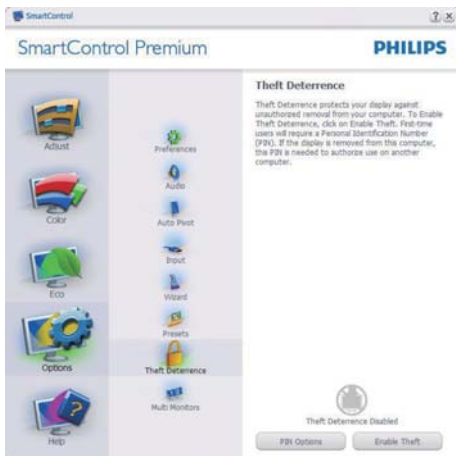 SmartControl
? x
SmartControl Premium
PHILIPS
Adjust
Color
Eco
Options
Help
Preferences
Audio
Auto Pivot
Input
Wizard
Presets
Theft Deterrence
Multi Monitors
Theft Deterrence
Theft Deterrence protects your display against
unauthorized removal from your computer. To Enable
Theft Deterrence, click on Enable Theft. First-time
users will require a Personal Identification Number
(PIN). If the display is removed from this computer,
this PIN is needed to authorize use on another
computer.
Theft Deterrence Disabled
PIN Options
Enable Theft